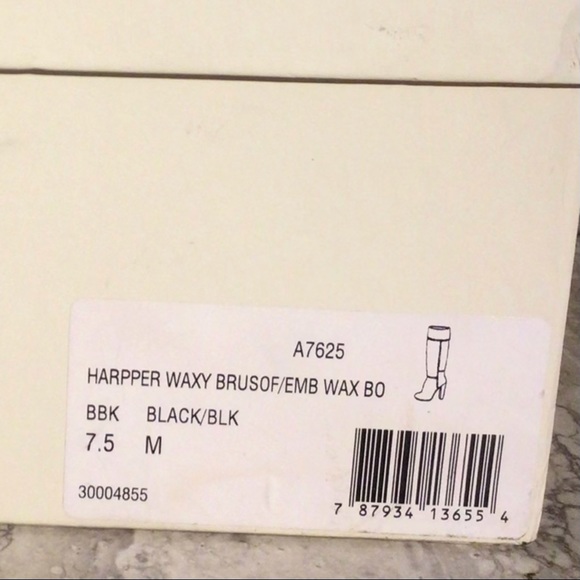 A7625
HARPPER WAXY BRUSOF/EMB WAX BO
BBK BLACK/BLK
7.5 M
30004855
7 87934 13655 4